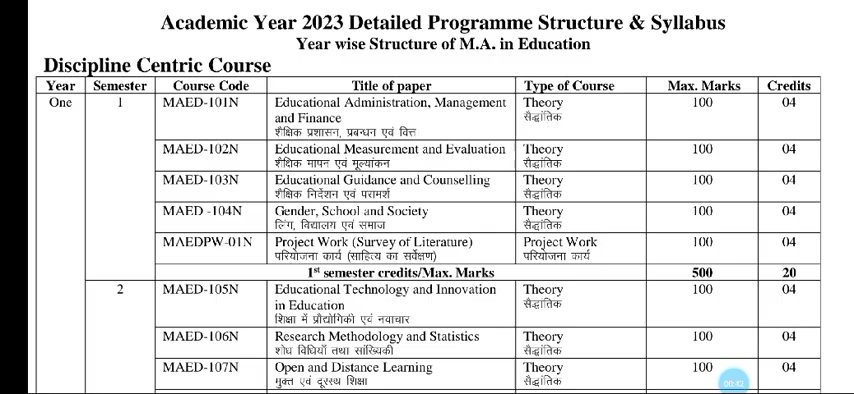 Academic Year 2023 Detailed Programme Structure & Syllabus
Year wise Structure of M.A. in Education
Discipline Centric Course
Year Semester Course Code Title of paper Type of Course Max. Marks Credits
One 1 MAED-101N Educational Administration, Management Theory 100 04
and Finance सैद्धांतिक
शैक्षिक प्रशासन, प्रबन्धन एवं वित्त
MAED-102N Educational Measurement and Evaluation Theory 100 04
शैक्षिक मापन एवं मूल्यांकन सैद्धांतिक
MAED-103N Educational Guidance and Counselling Theory 100 04
शैक्षिक निर्देशन एवं परामर्श सैद्धांतिक
MAED -104N Gender, School and Society Theory 100 04
लिंग, विद्यालय एवं समाज सैद्धांतिक
MAEDPW-01N Project Work (Survey of Literature) Project Work 100 04
परियोजना कार्य (साहित्य का सर्वेक्षण) परियोजना कार्य
1st semester credits/Max. Marks 500 20
2 MAED-105N Educational Technology and Innovation Theory 100 04
in Education सैद्धांतिक
शिक्षा में प्रौद्योगिकी एवं नवाचार
MAED-106N Research Methodology and Statistics Theory 100 04
शोध विधियाँ तथा सांख्यिकी सैद्धांतिक
MAED-107N Open and Distance Learning Theory 100 04
मुक्त एवं दूरस्थ शिक्षा सैद्धांतिक